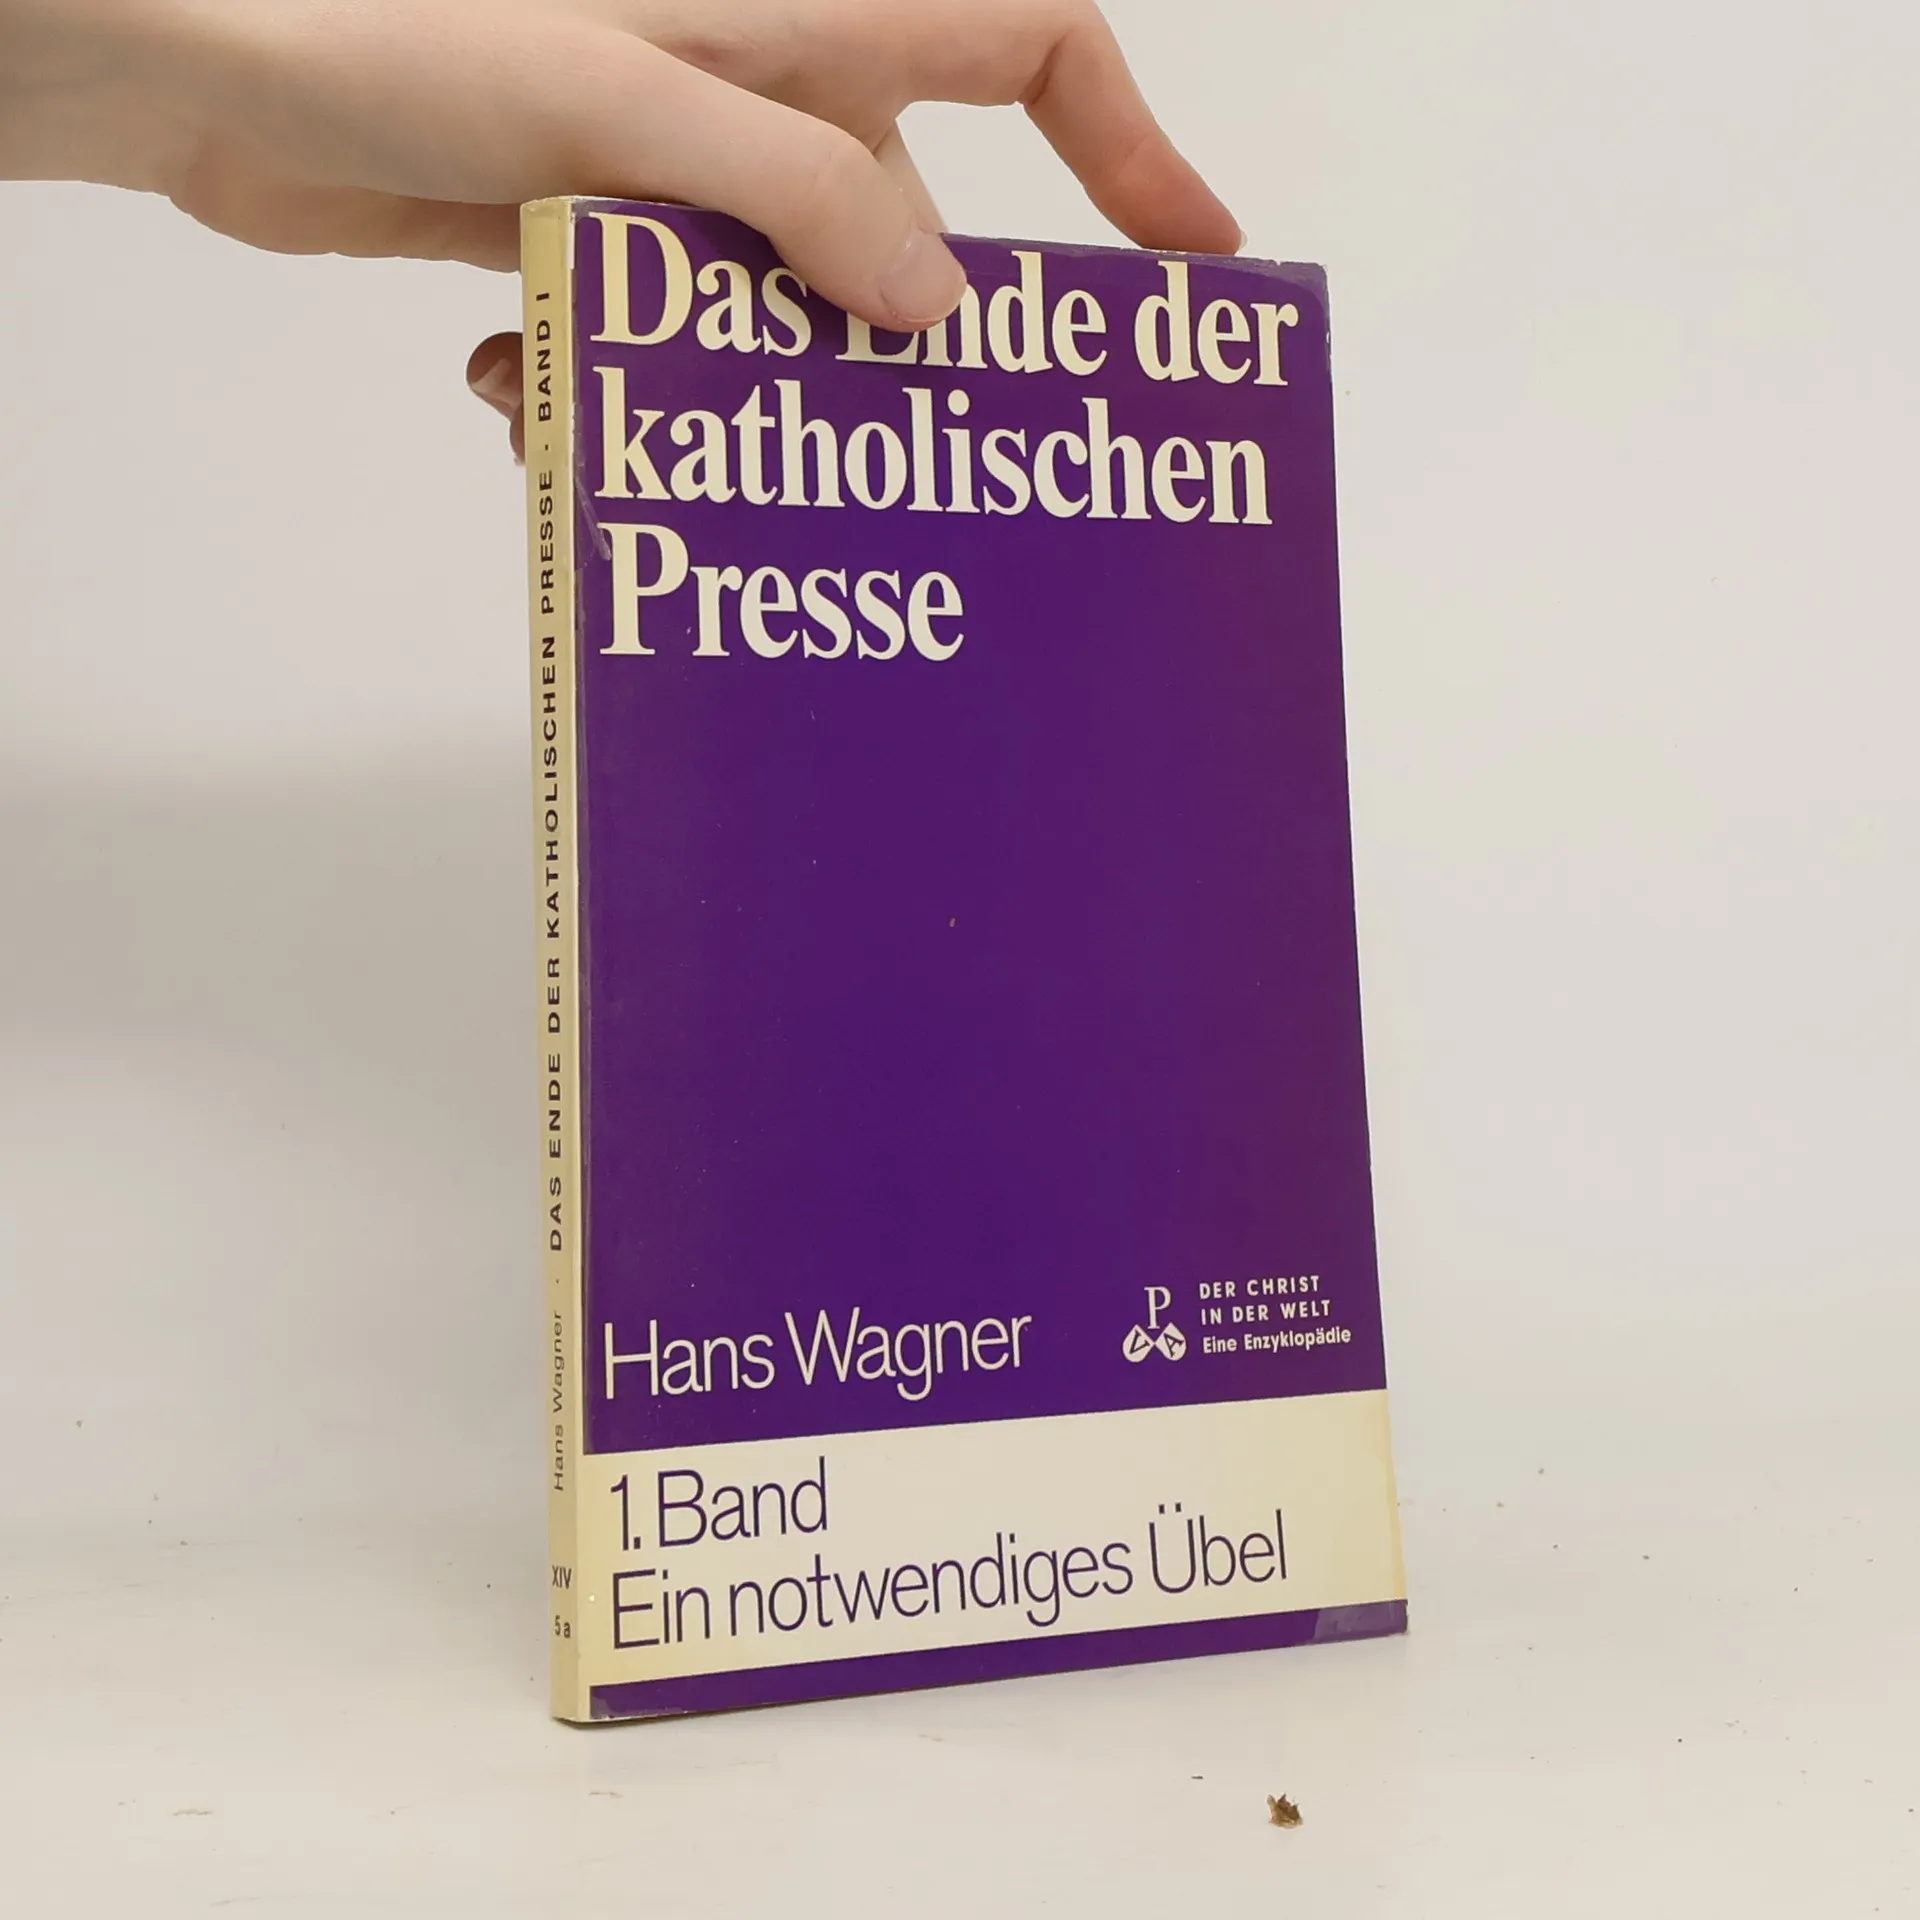 Das Ende der
katholischen
Presse
Hans Wagner
P
DER CHRIST
IN DER WELT
Eine Enzyklopädie
1. Band
Ein notwendiges Übel
Hans Wagner · DAS ENDE DER KATHOLISCHEN PRESSE · BAND I
XIV
5a